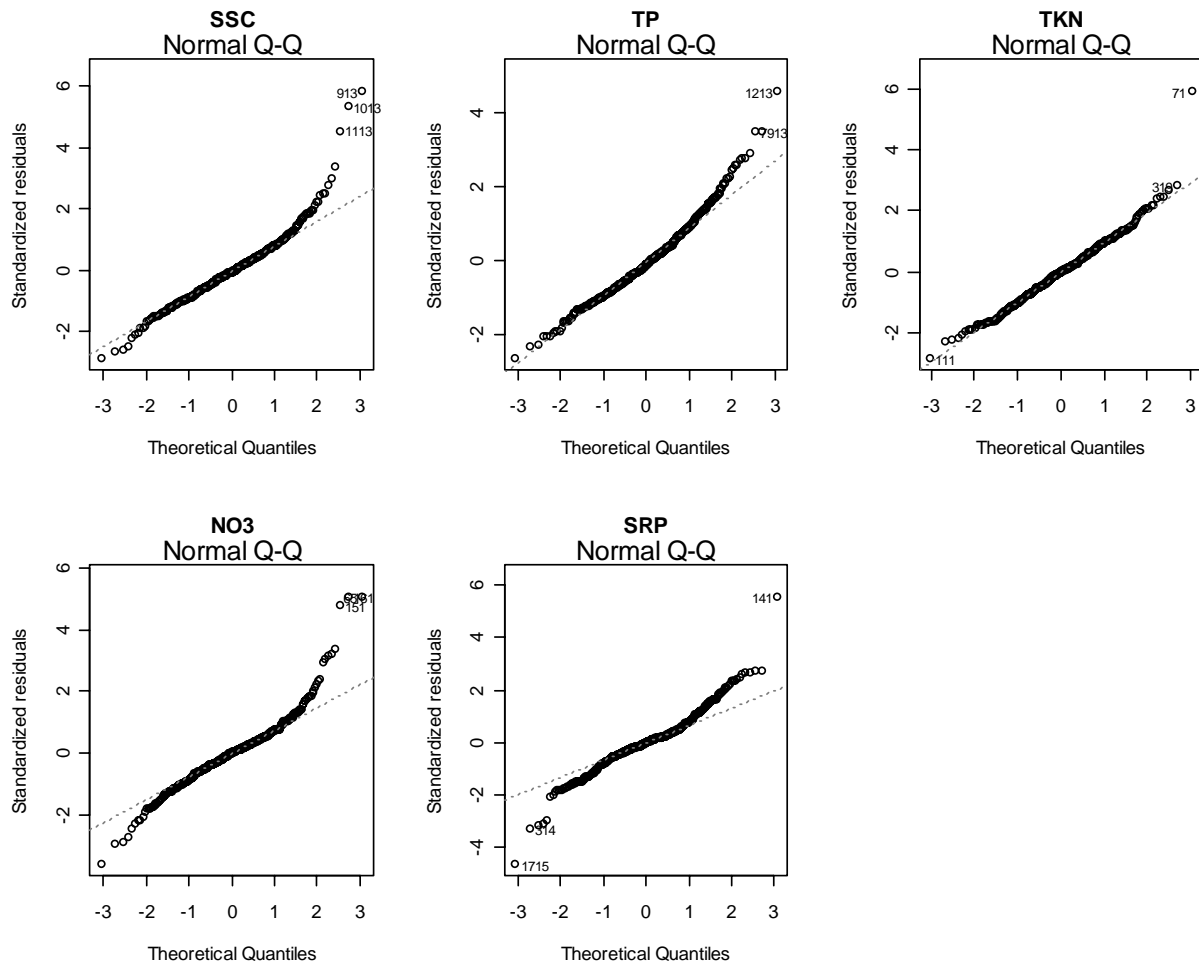 SSC
Normal Q-Q
Standardized residuals
-2 0 2 4 6
913
1013
1113
-3 -2 -1 0 1 2 3
Theoretical Quantiles
TP
Normal Q-Q
Standardized residuals
-2 0 2 4
1213
7913
-3 -2 -1 0 1 2 3
Theoretical Quantiles
TKN
Normal Q-Q
Standardized residuals
-2 0 2 4 6
71
319
111
-3 -2 -1 0 1 2 3
Theoretical Quantiles
NO3
Normal Q-Q
Standardized residuals
-2 0 2 4 6
151
-3 -2 -1 0 1 2 3
Theoretical Quantiles
SRP
Normal Q-Q
Standardized residuals
-4 -2 0 2 4 6
141
314
1715
-3 -2 -1 0 1 2 3
Theoretical Quantiles